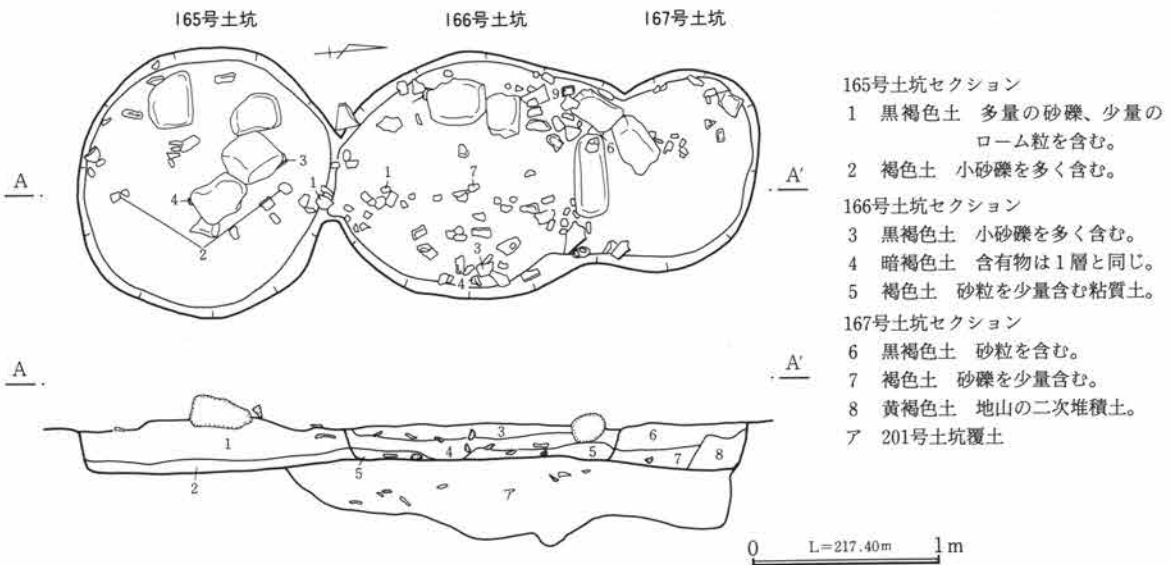 165号土坑
166号土坑
167号土坑
9
6
3
1
1
7
A
A′
4
2
3
4
A
A′
3
6
1
4
5
7
8
2
5
ア
0 L=217.40m 1m
165号土坑セクション
1 黒褐色土 多量の砂礫、少量の
ローム粒を含む。
2 褐色土 小砂礫を多く含む。
166号土坑セクション
3 黒褐色土 小砂礫を多く含む。
4 暗褐色土 含有物は1層と同じ。
5 褐色土 砂粒を少量含む粘質土。
167号土坑セクション
6 黒褐色土 砂粒を含む。
7 褐色土 砂礫を少量含む。
8 黄褐色土 地山の二次堆積土。
ア 201号土坑覆土